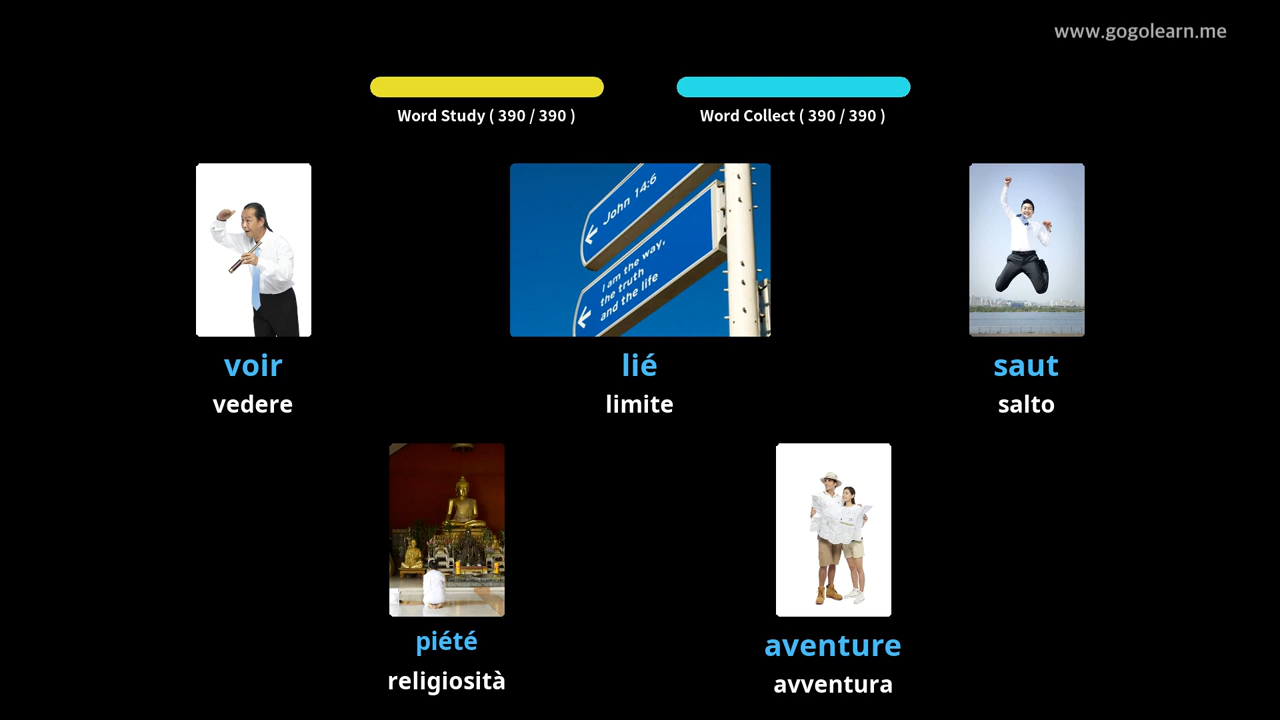 www.gogolearn.me
Word Study ( 390 / 390 )
Word Collect ( 390 / 390 )
John 14:6
I am the way,
the truth
and the life
voir
vedere
lié
limite
saut
salto
piété
religiosità
aventure
avventura